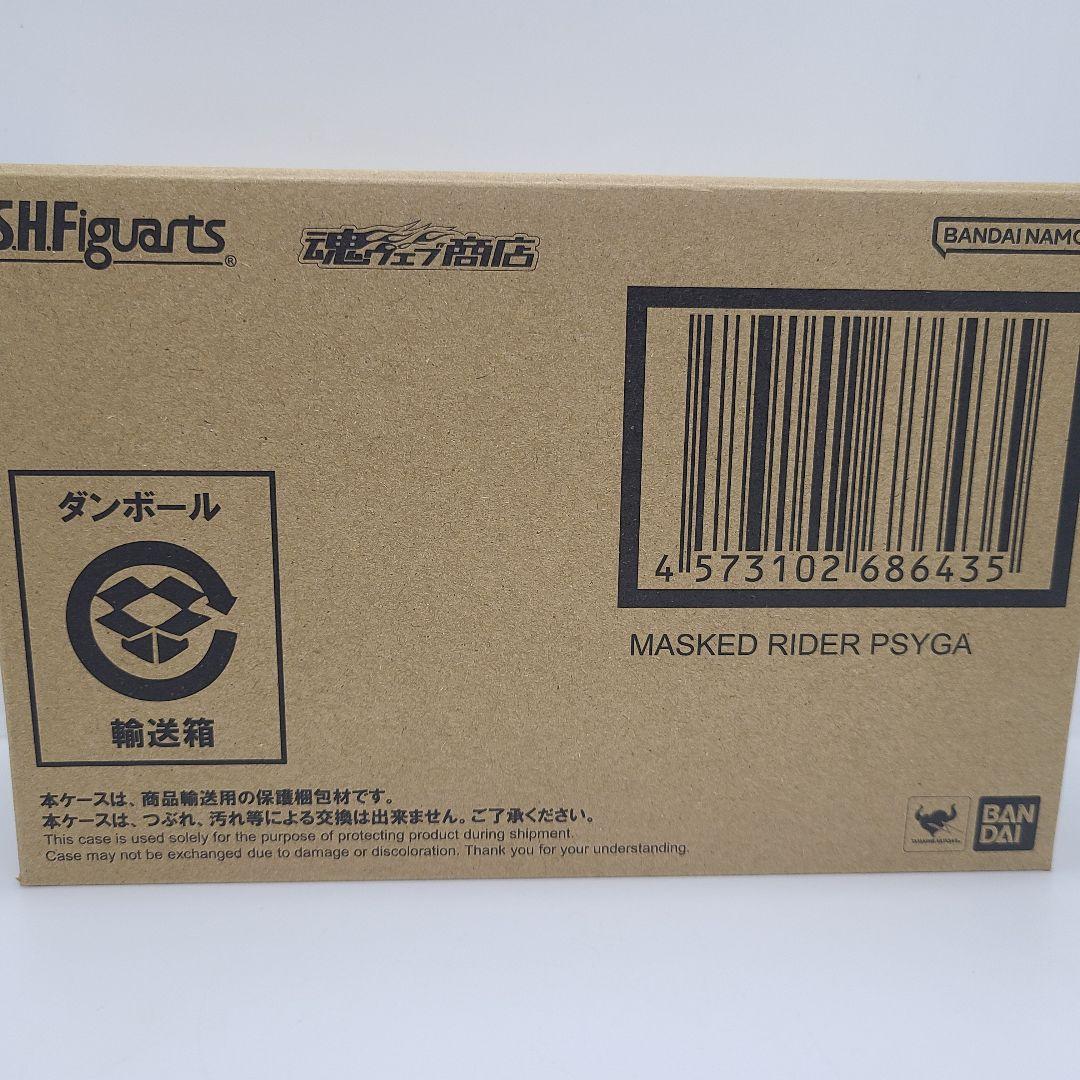 S.H.Figuarts®
魂ウェブ商店
BANDAI NAMCO
4 573102 686435
MASKED RIDER PSYGA
ダンボール
輸送箱
本ケースは、商品輸送用の保護梱包材です。
本ケースは、つぶれ、汚れ等による交換は出来ません。ご了承ください。
This case is used solely for the purpose of protecting product during shipment.
Case may not be exchanged due to damage or discoloration. Thank you for your understanding.
BAN
DAI